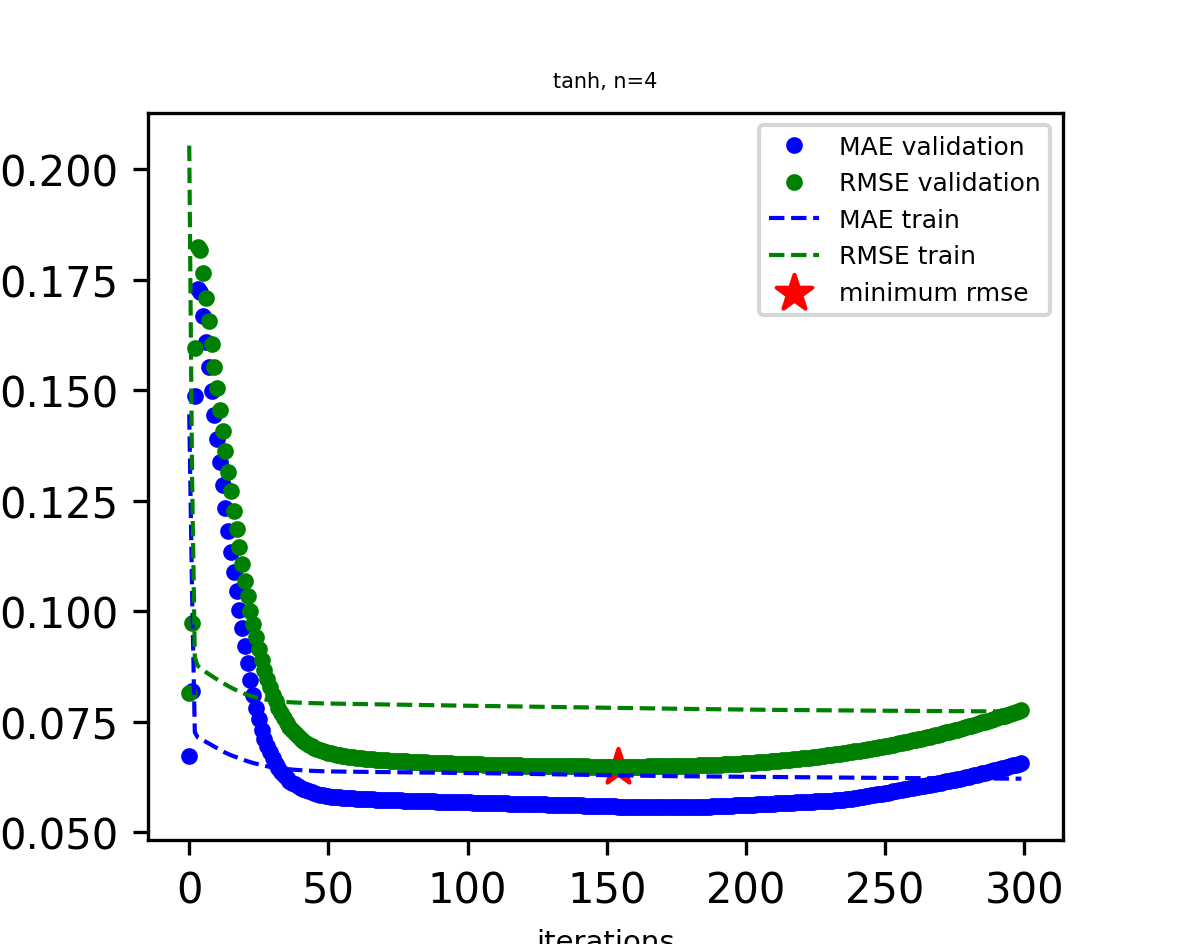 tanh, n=4
MAE validation
RMSE validation
MAE train
RMSE train
minimum rmse
0.200
0.175
0.150
0.125
0.100
0.075
0.050
0 50 100 150 200 250 300
iterations